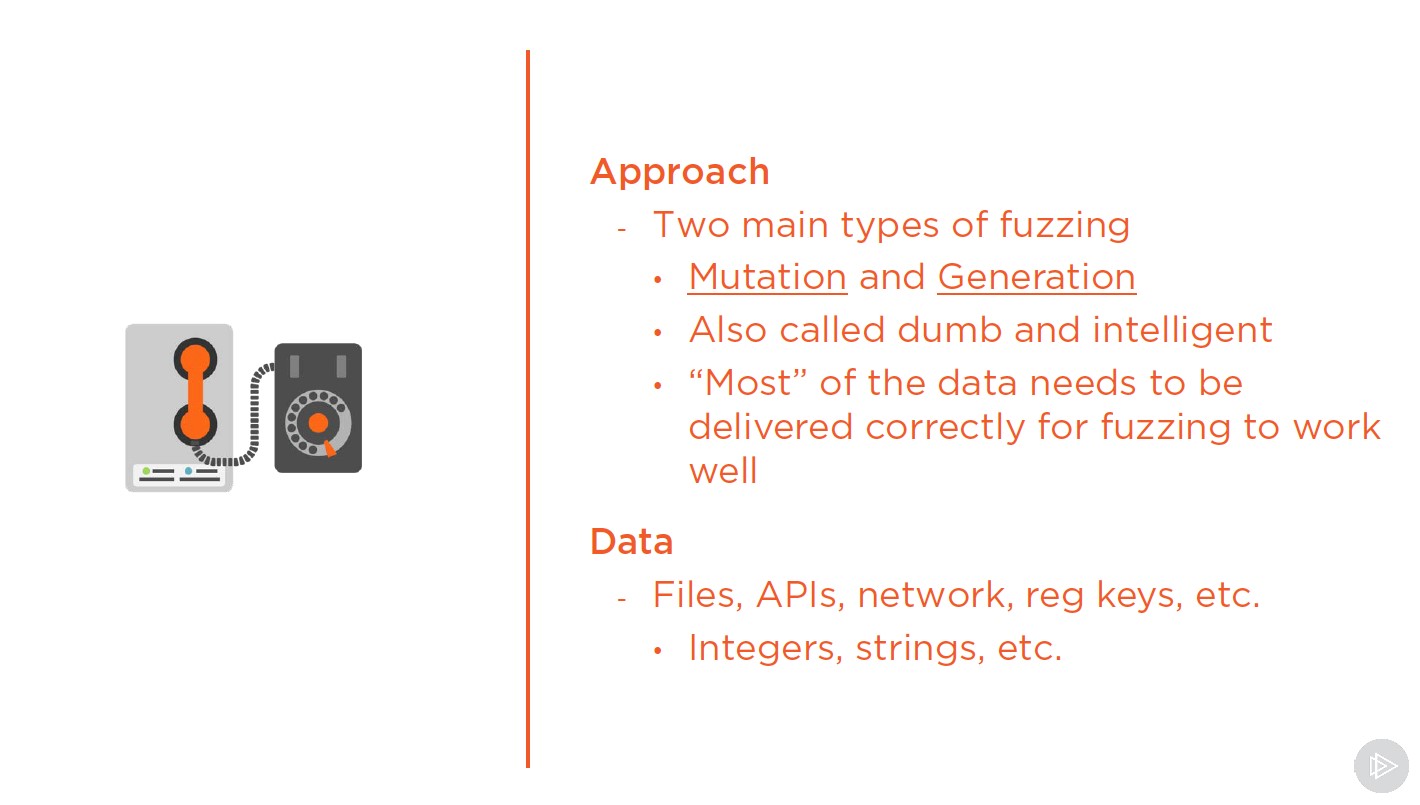 Approach
- Two main types of fuzzing
• Mutation and Generation
• Also called dumb and intelligent
• “Most” of the data needs to be
delivered correctly for fuzzing to work
well
Data
- Files, APIs, network, reg keys, etc.
• Integers, strings, etc.